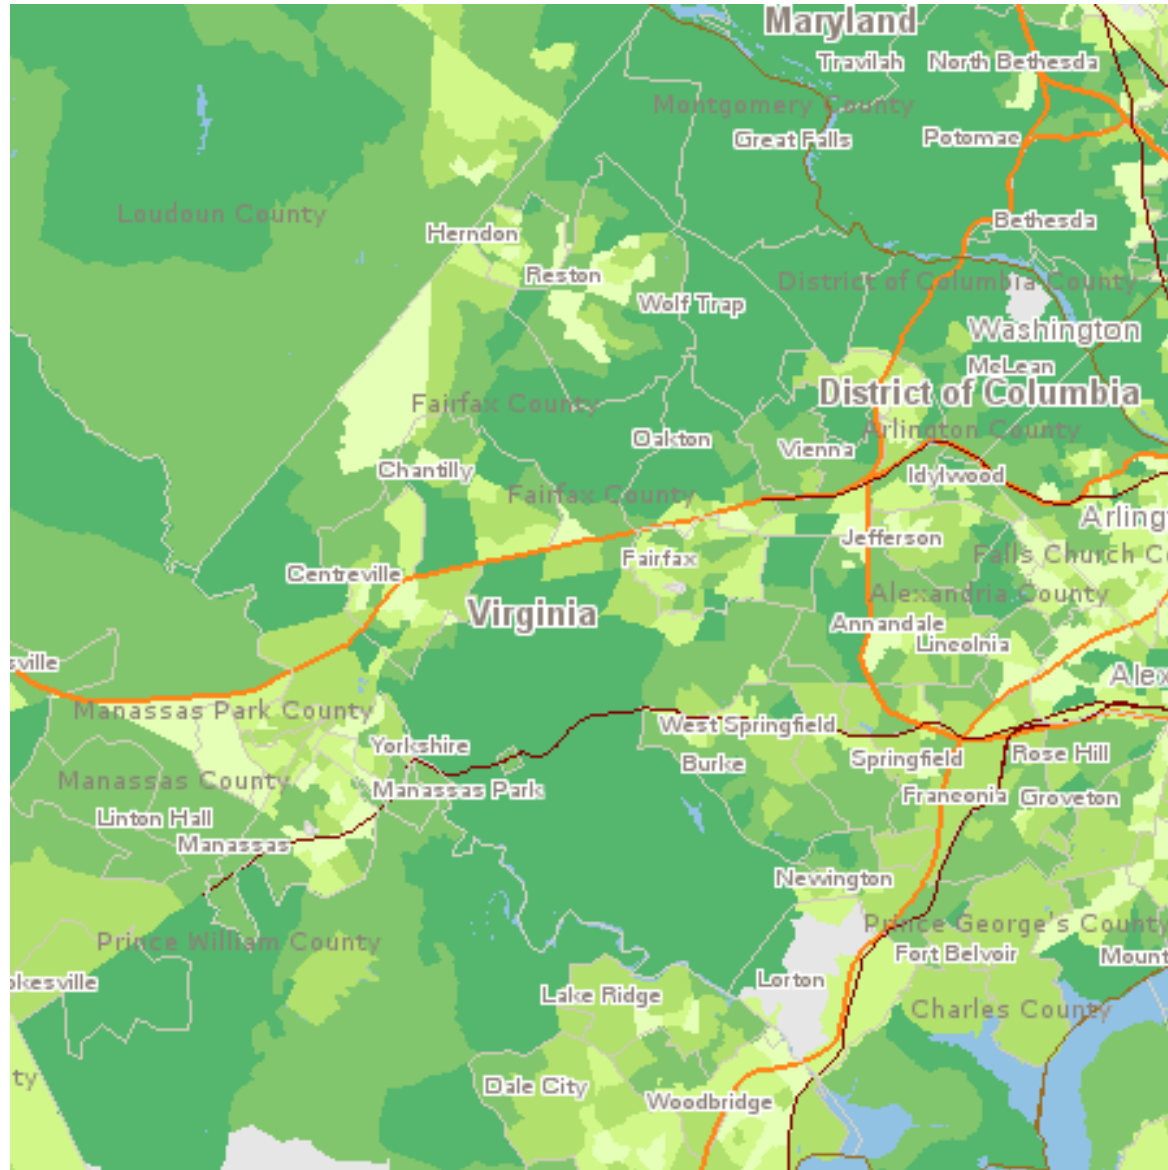 Maryland
Travilah
North Bethesda
Montgomery County
Great Falls
Potomac
Loudoun County
Bethesda
Herndon
Reston
District of Columbia County
Wolf Trap
Washington
McLean
District of Columbia
Fairfax County
Arlington County
Oakton
Vienna
Chantilly
Idylwood
Fairfax County
Arling
Jefferson
Falls Church Co
Fairfax
Centreville
Alexandria County
Virginia
Annandale
Lincolnia
sville
Alex
Manassas Park County
West Springfield
Yorkshire
Rose Hill
Springfield
Burke
Manassas County
Manassas Park
Franconia
Groveton
Linton Hall
Manassas
Newington
Prince George's County
Prince William County
Fort Belvoir
Mount
okesville
Lorton
Lake Ridge
Charles County
ty
Dale City
Woodbridge